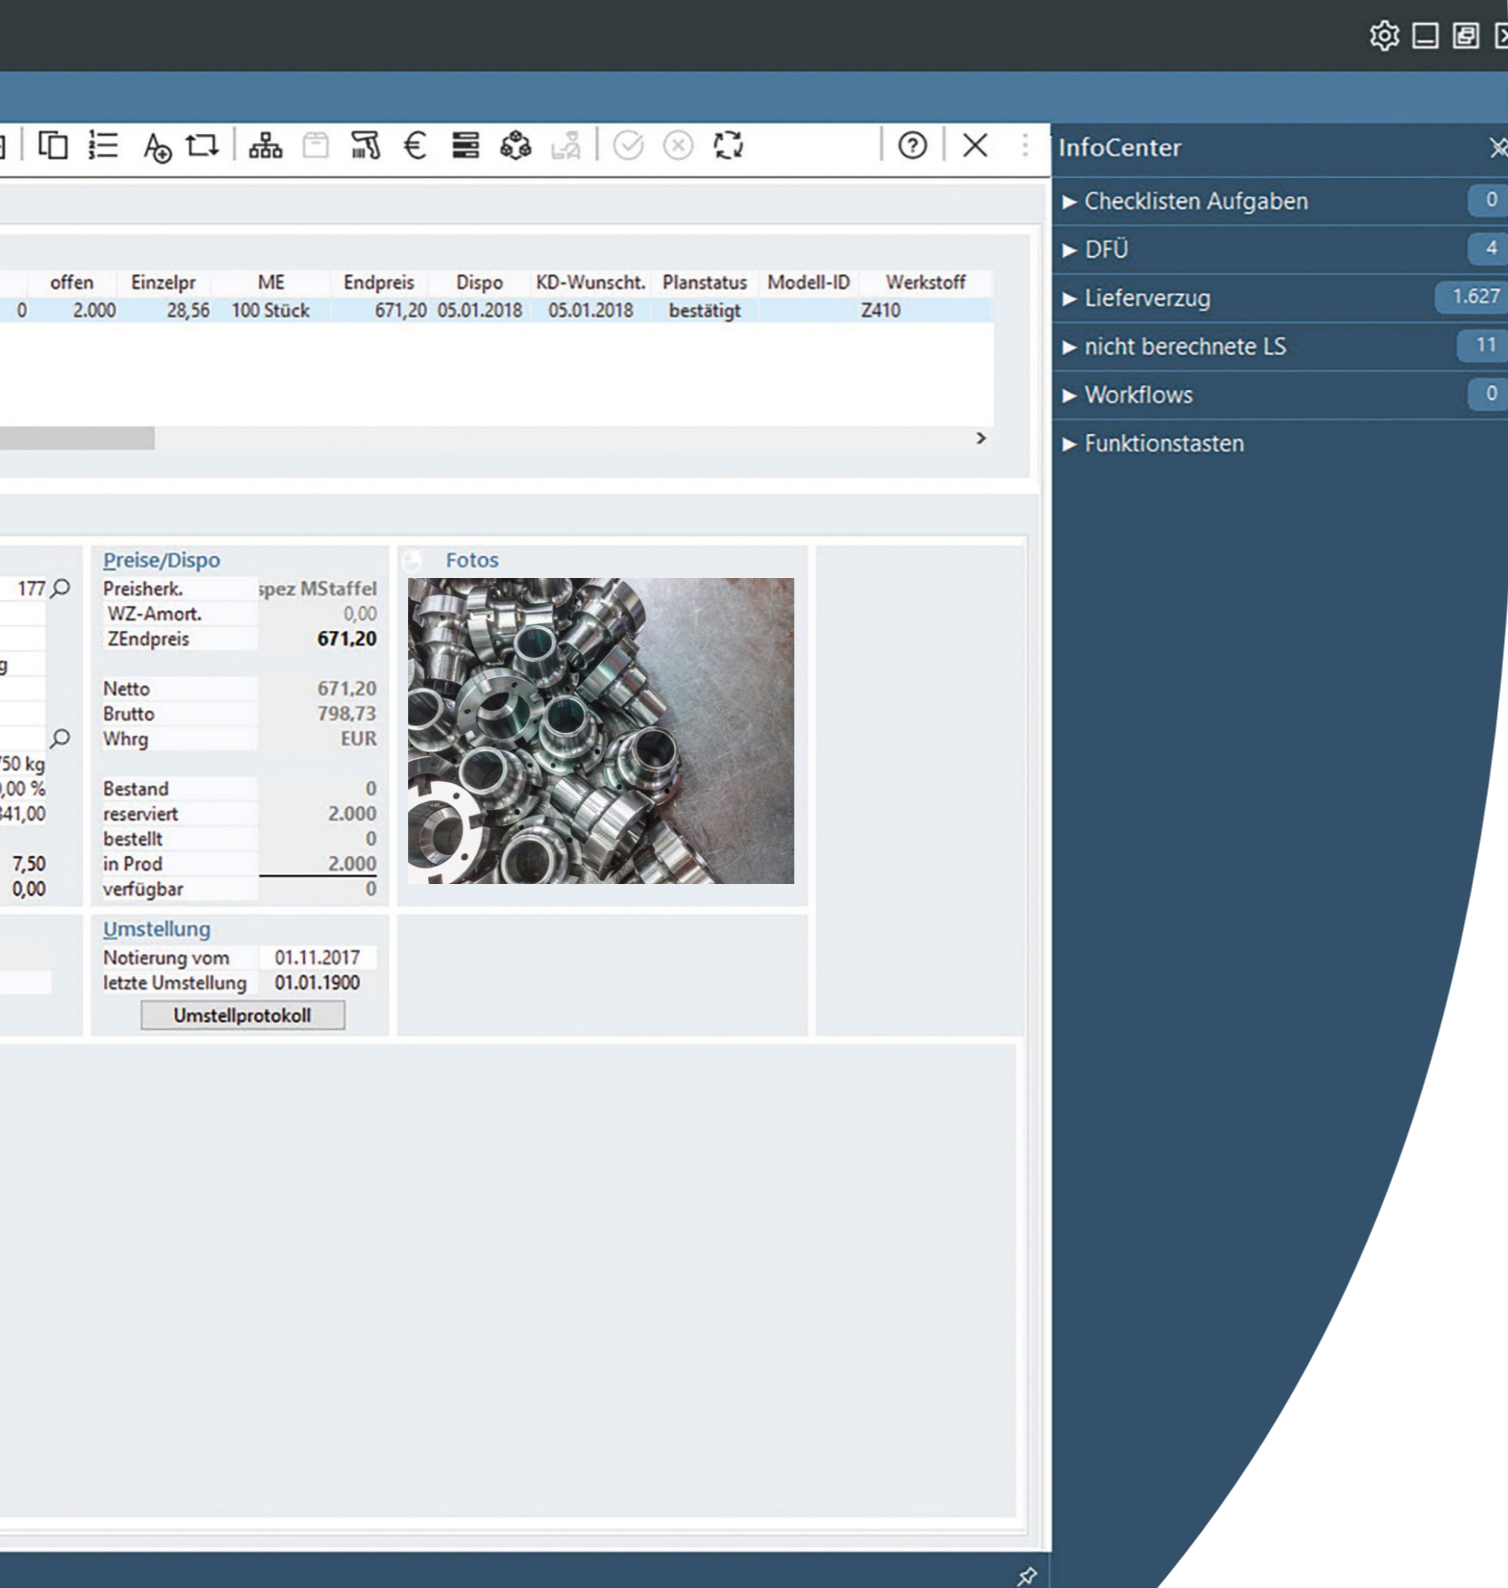 InfoCenter
Checklisten Aufgaben 0
DFÜ 4
Lieferverzug 1.627
nicht berechnete LS 11
Workflows 0
Funktionstasten
offen Einzelpr ME Endpreis Dispo KD-Wunscht. Planstatus Modell-ID Werkstoff
0 2.000 28,56 100 Stück 671,20 05.01.2018 05.01.2018 bestätigt Z410
177
kg
,00 %
341,00
7,50
0,00
Preise/Dispo
Preisherk. spez MStaffel
WZ-Amort. 0,00
ZEndpreis 671,20
Netto 671,20
Brutto 798,73
Whrg EUR
Bestand 0
reserviert 2.000
bestellt 0
in Prod 2.000
verfügbar 0
Fotos
Umstellung
Notierung vom 01.11.2017
letzte Umstellung 01.01.1900
Umstellprotokoll